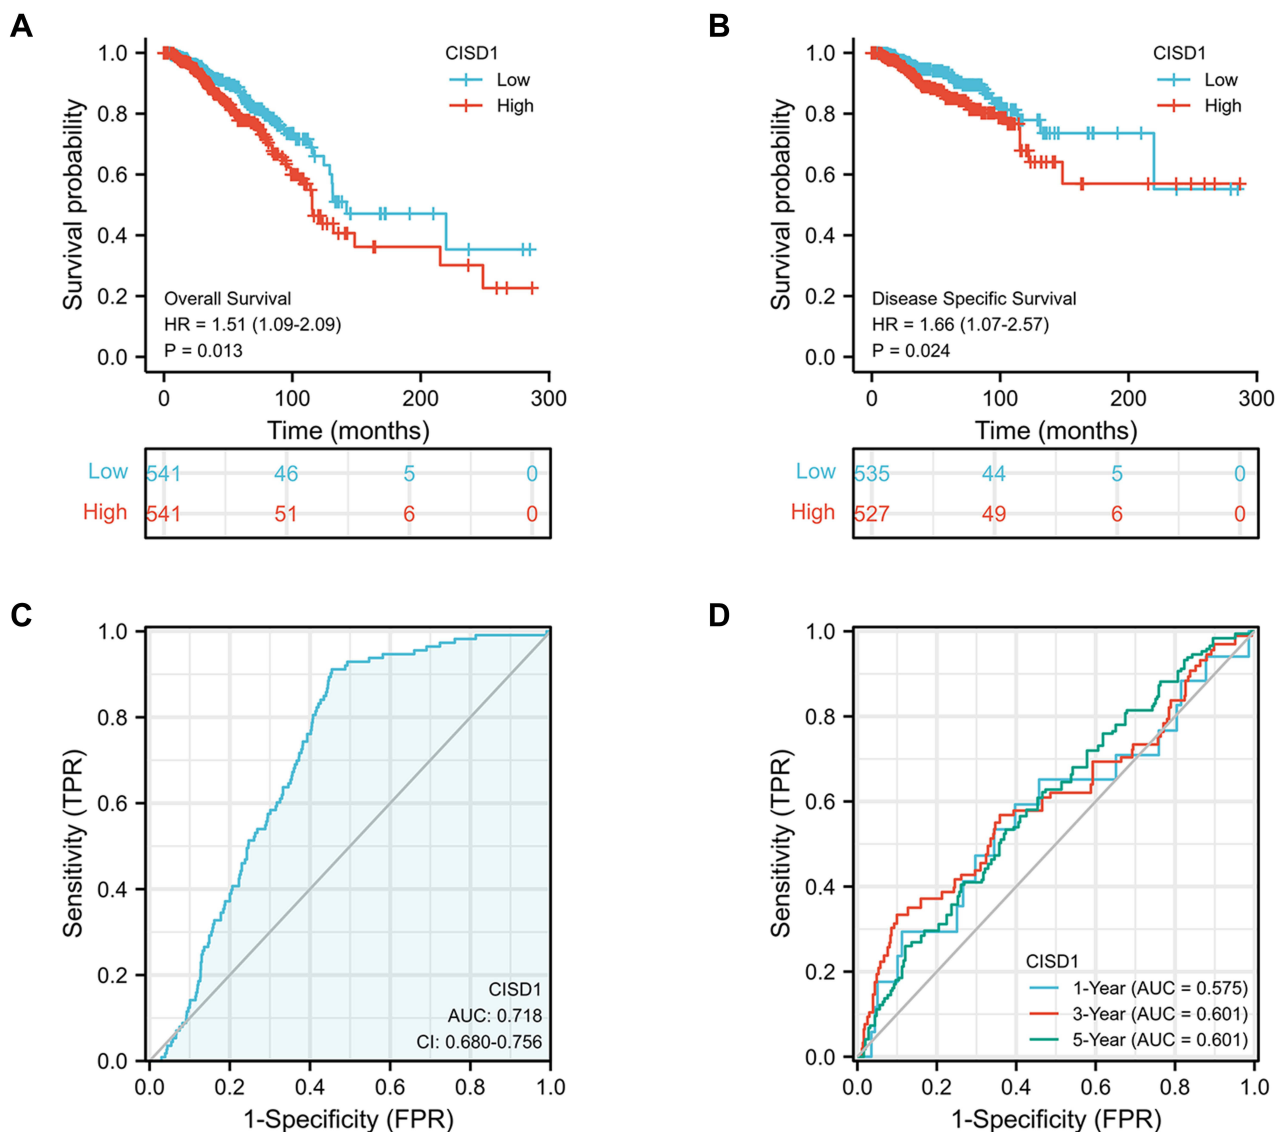 A
CISD1
Low
High
Survival probability
1.0
0.8
0.6
0.4
0.2
0.0
Overall Survival
HR = 1.51 (1.09-2.09)
P = 0.013
0 100 200 300
Time (months)
Low 541 46 5 0
High 541 51 6 0
B
CISD1
Low
High
Survival probability
1.0
0.8
0.6
0.4
0.2
0.0
Disease Specific Survival
HR = 1.66 (1.07-2.57)
P = 0.024
0 100 200 300
Time (months)
Low 535 44 5 0
High 527 49 6 0
C
Sensitivity (TPR)
1.0
0.8
0.6
0.4
0.2
0.0
CISD1
AUC: 0.718
CI: 0.680-0.756
0.0 0.2 0.4 0.6 0.8 1.0
1-Specificity (FPR)
D
Sensitivity (TPR)
1.0
0.8
0.6
0.4
0.2
0.0
CISD1
1-Year (AUC = 0.575)
3-Year (AUC = 0.601)
5-Year (AUC = 0.601)
0.0 0.2 0.4 0.6 0.8 1.0
1-Specificity (FPR)